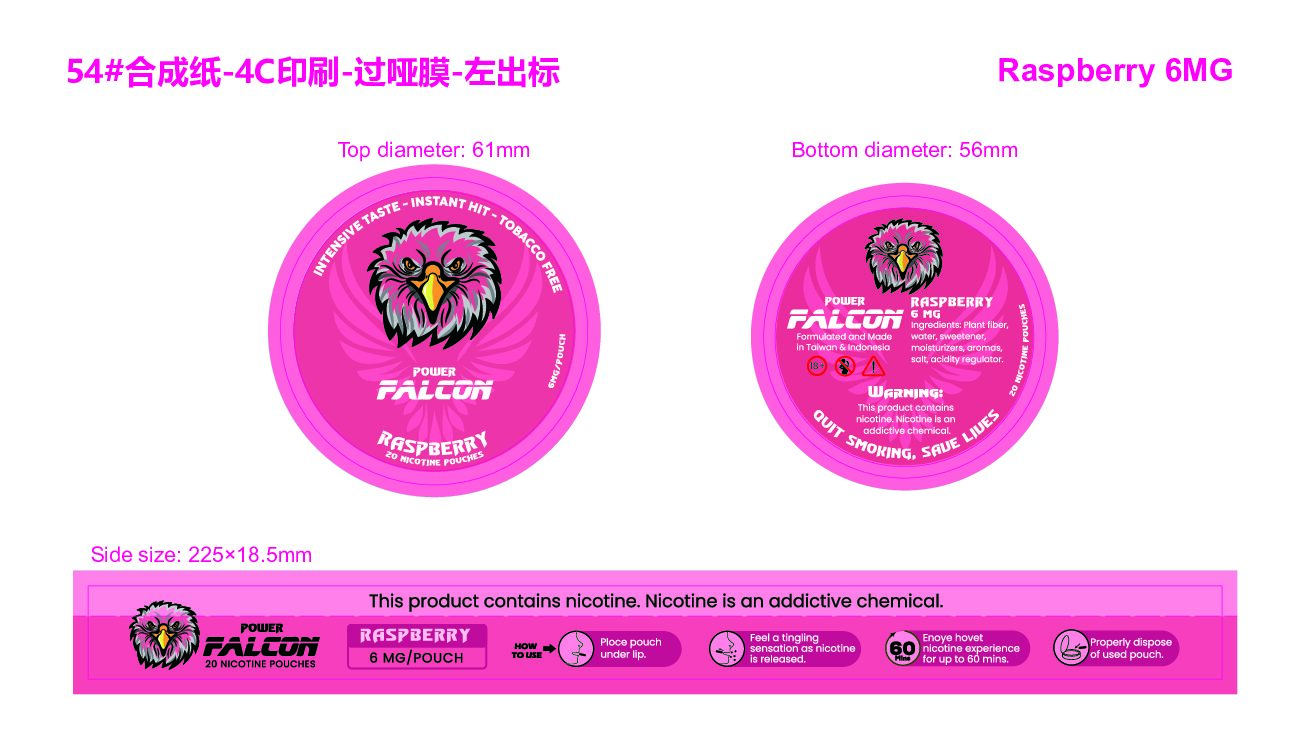 54#合成纸-4C印刷-过哑膜-左出标
Raspberry 6MG
Top diameter: 61mm
Bottom diameter: 56mm
INTENSIVE TASTE - INSTANT HIT - TOBACCO FREE
6MG/POUCH
POWER
FALCON
RASPBERRY
20 NICOTINE POUCHES
POWER
FALCON
Formulated and Made
in Taiwan & Indonesia
18+
RASPBERRY
6 MG
Ingredients: Plant fiber,
water, sweetener,
moisturizers, aromas,
salt, acidity regulator.
20 NICOTINE POUCHES
WARNING:
This product contains
nicotine. Nicotine is an
addictive chemical.
QUIT SMOKING, SAVE LIVES
Side size: 225×18.5mm
This product contains nicotine. Nicotine is an addictive chemical.
POWER
FALCON
20 NICOTINE POUCHES
RASPBERRY
6 MG/POUCH
HOW
TO USE
Ploce pouch
under lip.
Feel a tingling
sensation as nicotine
is released.
60
Mins
Enoye hovet
nicotine experience
for up to 60 mins.
Properly dispose
of used pouch.